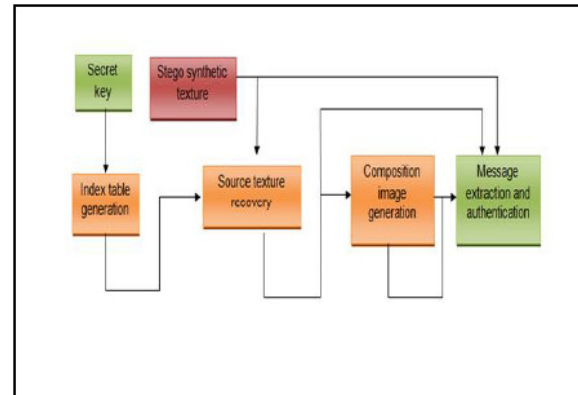 Secret
key
Stego synthetic
texture
Index table
generation
Source texture
recovery
Composition
image
generation
Message
extraction and
authentication